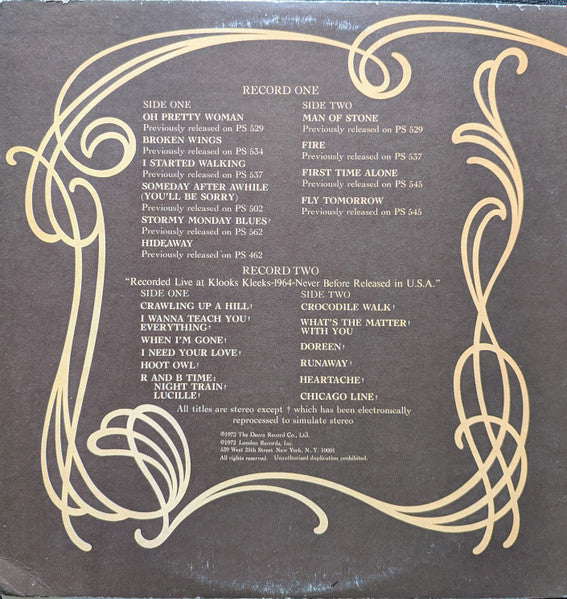 RECORD ONE
SIDE ONE
OH PRETTY WOMAN
Previously released on PS 529
BROKEN WINGS
Previously released on PS 534
I STARTED WALKING
Previously released on PS 537
SOMEDAY AFTER AWHILE
(YOU'LL BE SORRY)
Previously released on PS 502
STORMY MONDAY BLUES†
Previously released on PS 562
HIDEAWAY
Previously released on PS 462
SIDE TWO
MAN OF STONE
Previously released on PS 529
FIRE
Previously released on PS 537
FIRST TIME ALONE
Previously released on PS 545
FLY TOMORROW
Previously released on PS 545
RECORD TWO
"Recorded Live at Klooks Kleeks-1964-Never Before Released in U.S.A."
SIDE ONE
CRAWLING UP A HILL†
I WANNA TEACH YOU†
EVERYTHING†
WHEN I'M GONE†
I NEED YOUR LOVE†
HOOT OWL†
R AND B TIME†
NIGHT TRAIN†
LUCILLE†
SIDE TWO
CROCODILE WALK†
WHAT'S THE MATTER†
WITH YOU
DOREEN†
RUNAWAY†
HEARTACHE†
CHICAGO LINE†
All titles are stereo except † which has been electronically
reprocessed to simulate stereo
℗1972 The Decca Record Co., Ltd.
©1972 London Records, Inc.
539 West 25th Street New York, N. Y. 10001
All rights reserved. Unauthorized duplication prohibited.